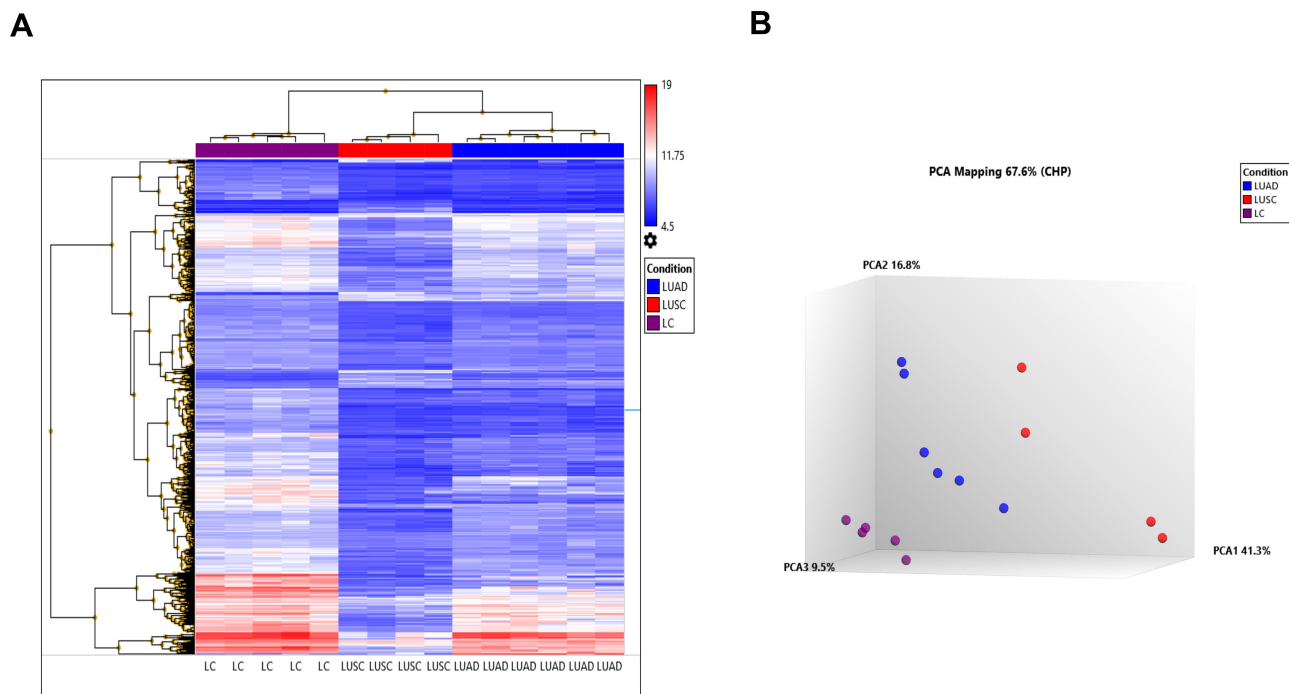 A
B
19
11.75
4.5
Condition
LUAD
LUSC
LC
LC LC LC LC LC LUSC LUSC LUSC LUSC LUAD LUAD LUAD LUAD LUAD LUAD
PCA Mapping 67.6% (CHP)
Condition
LUAD
LUSC
LC
PCA2 16.8%
PCA1 41.3%
PCA3 9.5%